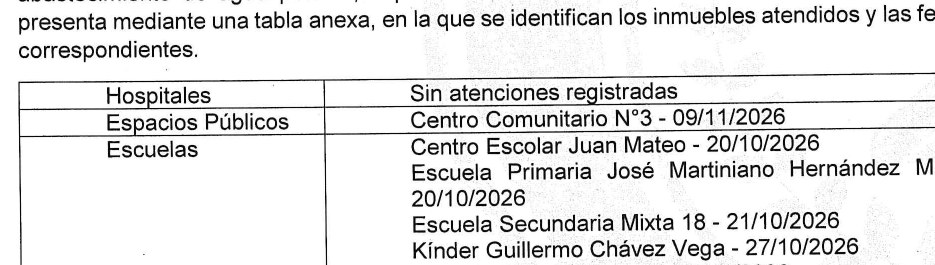 presenta mediante una tabla anexa, en la que se identifican los inmuebles atendidos y las fe
correspondientes.
Hospitales Sin atenciones registradas
Espacios Públicos Centro Comunitario N°3 - 09/11/2026
Escuelas Centro Escolar Juan Mateo - 20/10/2026
Escuela Primaria José Martiniano Hernández M
20/10/2026
Escuela Secundaria Mixta 18 - 21/10/2026
Kínder Guillermo Chávez Vega - 27/10/2026